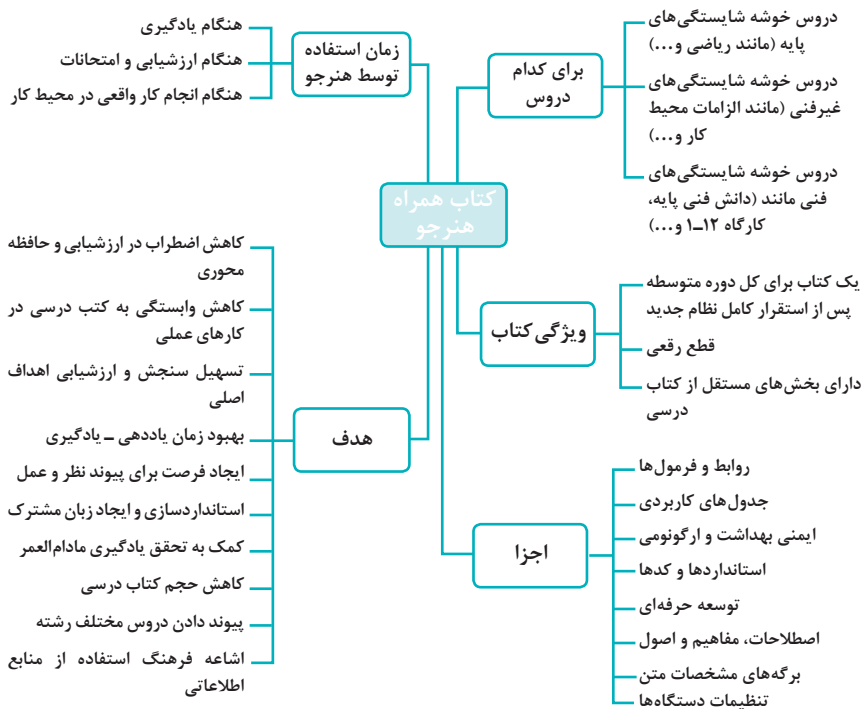 کتاب همراه
هنرجو
برای کدام
دروس
دروس خوشه شایستگی‌های
پایه (مانند ریاضی و...)
دروس خوشه شایستگی‌های
غیرفنی (مانند الزامات محیط
کار و...)
دروس خوشه شایستگی‌های
فنی مانند (دانش فنی پایه،
کارگاه ۱۲ـ۱ و...)
ویژگی کتاب
یک کتاب برای کل دوره متوسطه
پس از استقرار کامل نظام جدید
قطع رقعی
دارای بخش‌های مستقل از کتاب
درسی
اجزا
روابط و فرمول‌ها
جدول‌های کاربردی
ایمنی بهداشت و ارگونومی
استانداردها و کدها
توسعه حرفه‌ای
اصطلاحات، مفاهیم و اصول
برگه‌های مشخصات متن
تنظیمات دستگاه‌ها
زمان استفاده
توسط هنرجو
هنگام یادگیری
هنگام ارزشیابی و امتحانات
هنگام انجام کار واقعی در محیط کار
هدف
کاهش اضطراب در ارزشیابی و حافظه
محوری
کاهش وابستگی به کتب درسی در
کارهای عملی
تسهیل سنجش و ارزشیابی اهداف
اصلی
بهبود زمان یاددهی ـ یادگیری
ایجاد فرصت برای پیوند نظر و عمل
استانداردسازی و ایجاد زبان مشترک
کمک به تحقق یادگیری مادام‌العمر
کاهش حجم کتاب درسی
پیوند دادن دروس مختلف رشته
اشاعه فرهنگ استفاده از منابع
اطلاعاتی